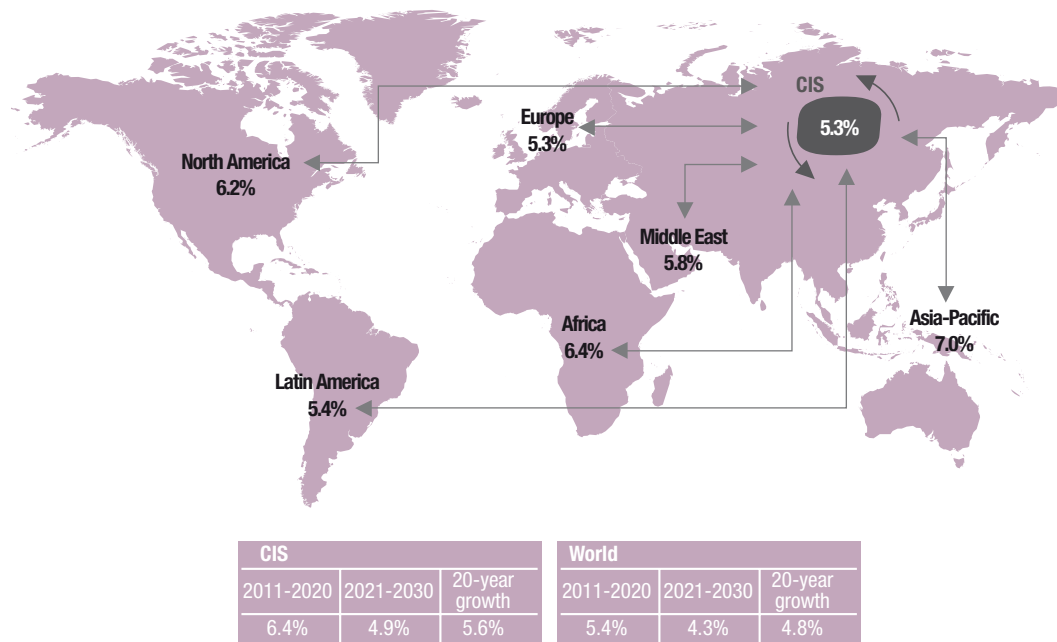 CIS
5.3%
Europe
5.3%
North America
6.2%
Middle East
5.8%
Africa
6.4%
Asia-Pacific
7.0%
Latin America
5.4%
CIS
2011-2020 2021-2030 20-year growth
6.4% 4.9% 5.6%
World
2011-2020 2021-2030 20-year growth
5.4% 4.3% 4.8%